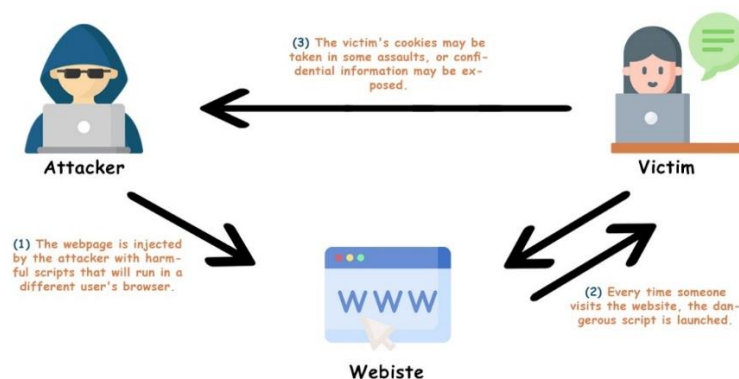 (3) The victim's cookies may be
taken in some assaults, or confi-
dential information may be ex-
posed.
Attacker
Victim
(1) The webpage is injected
by the attacker with harm-
ful scripts that will run in a
different user's browser.
WWW
(2) Every time someone
visits the website, the dan-
gerous script is launched.
Webiste